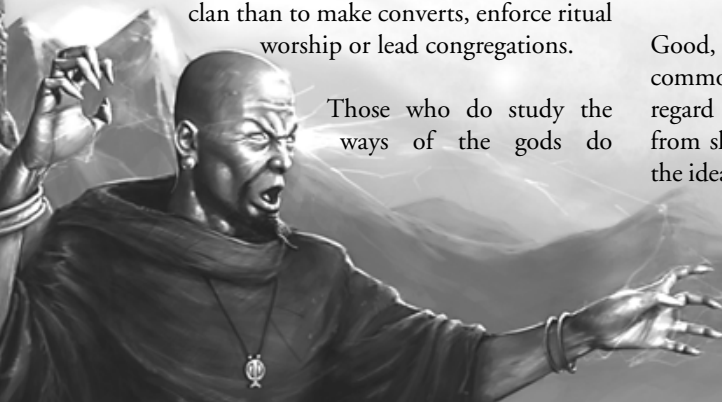 clan than to make converts, enforce ritual
worship or lead congregations.
Those who do study the
ways of the gods do
Good,
commo
regard
from
the idea